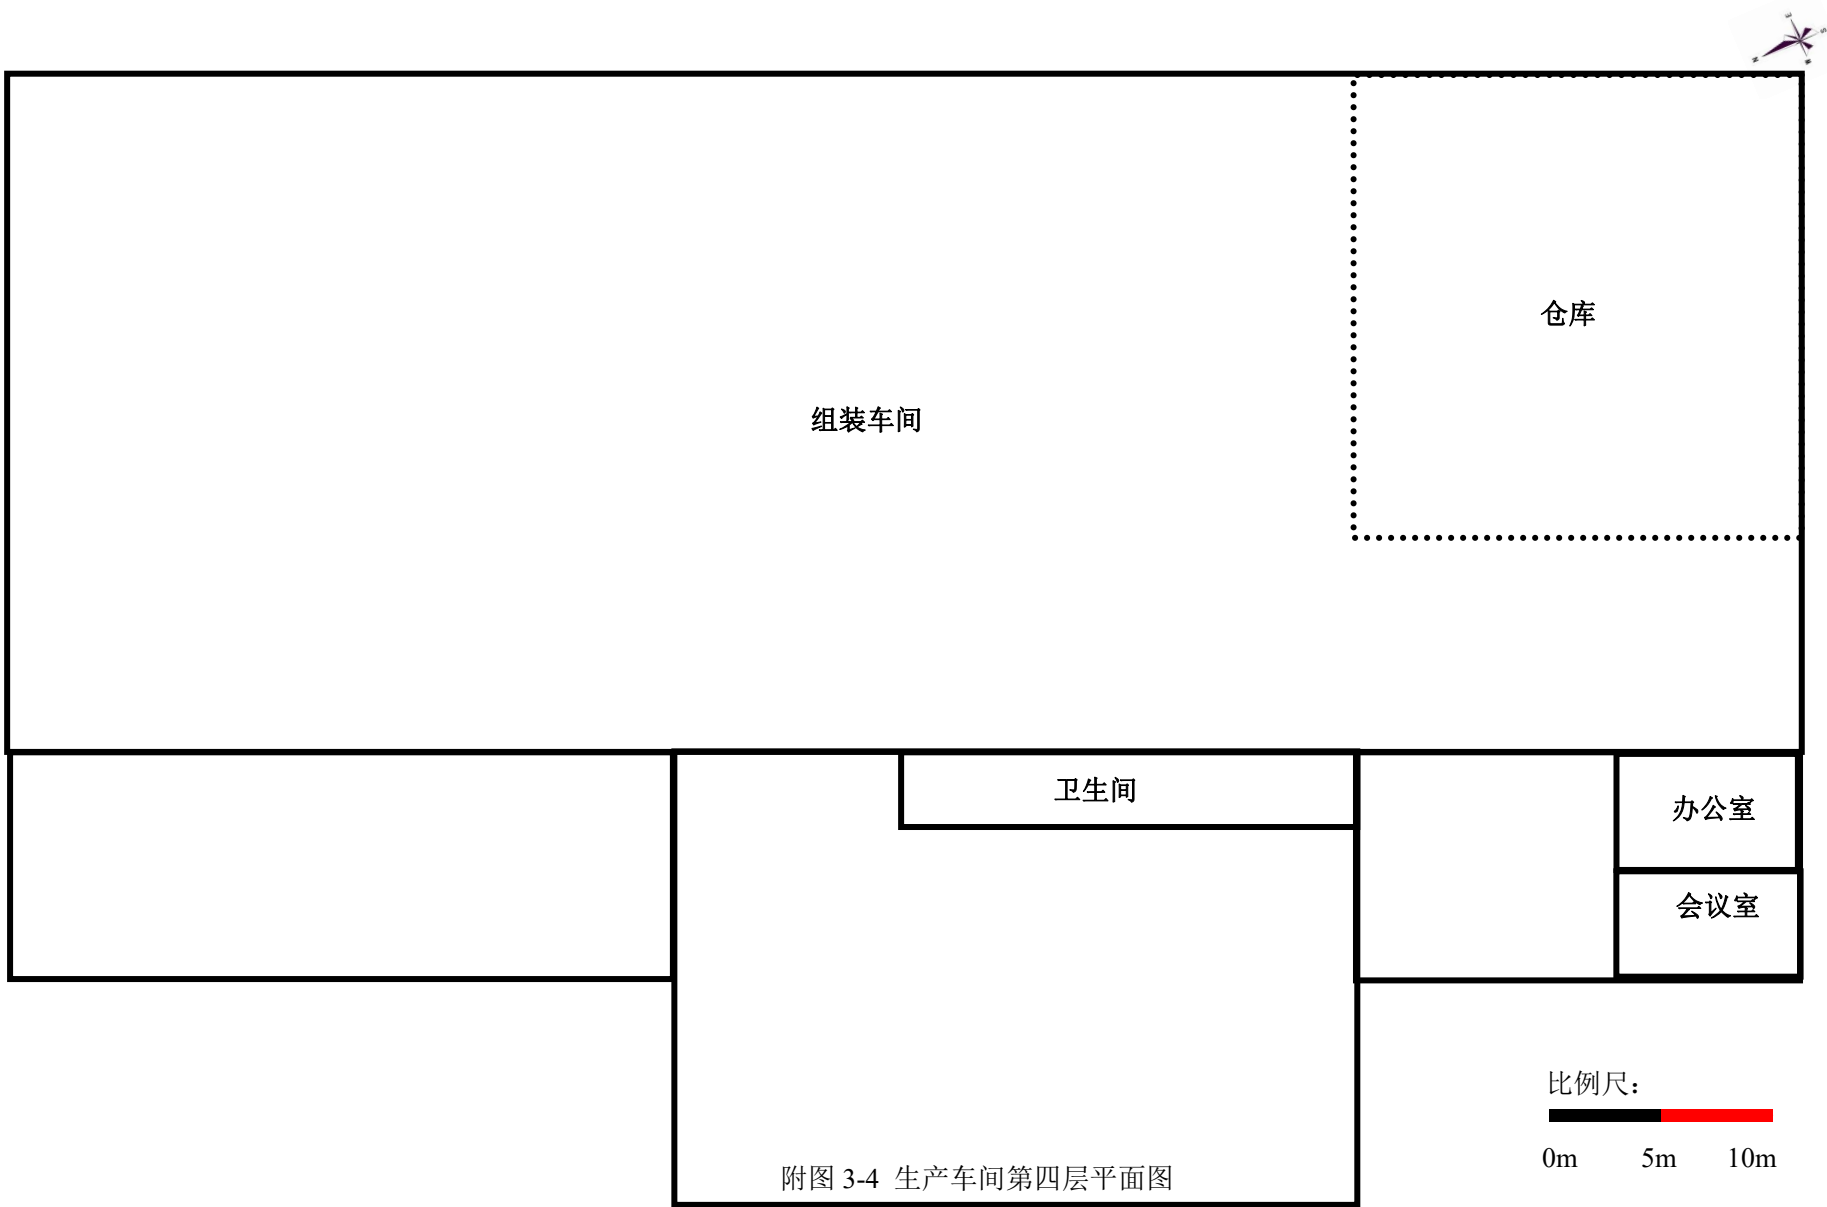 仓库
组装车间
卫生间
办公室
会议室
比例尺：
0m 5m 10m
附图 3-4 生产车间第四层平面图